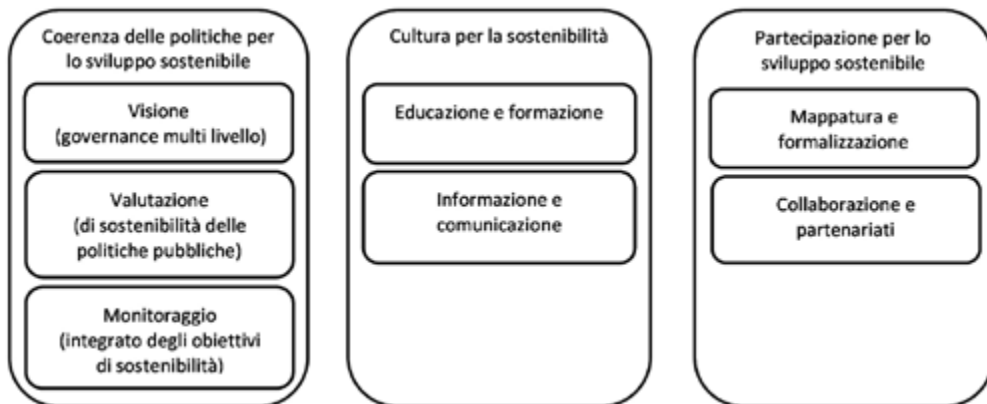 Coerenza delle politiche per
lo sviluppo sostenibile
Visione
(governance multi livello)
Valutazione
(di sostenibilità delle
politiche pubbliche)
Monitoraggio
(integrato degli obiettivi
di sostenibilità)
Cultura per la sostenibilità
Educazione e formazione
Informazione e
comunicazione
Partecipazione per lo
sviluppo sostenibile
Mappatura e
formalizzazione
Collaborazione e
partenariati